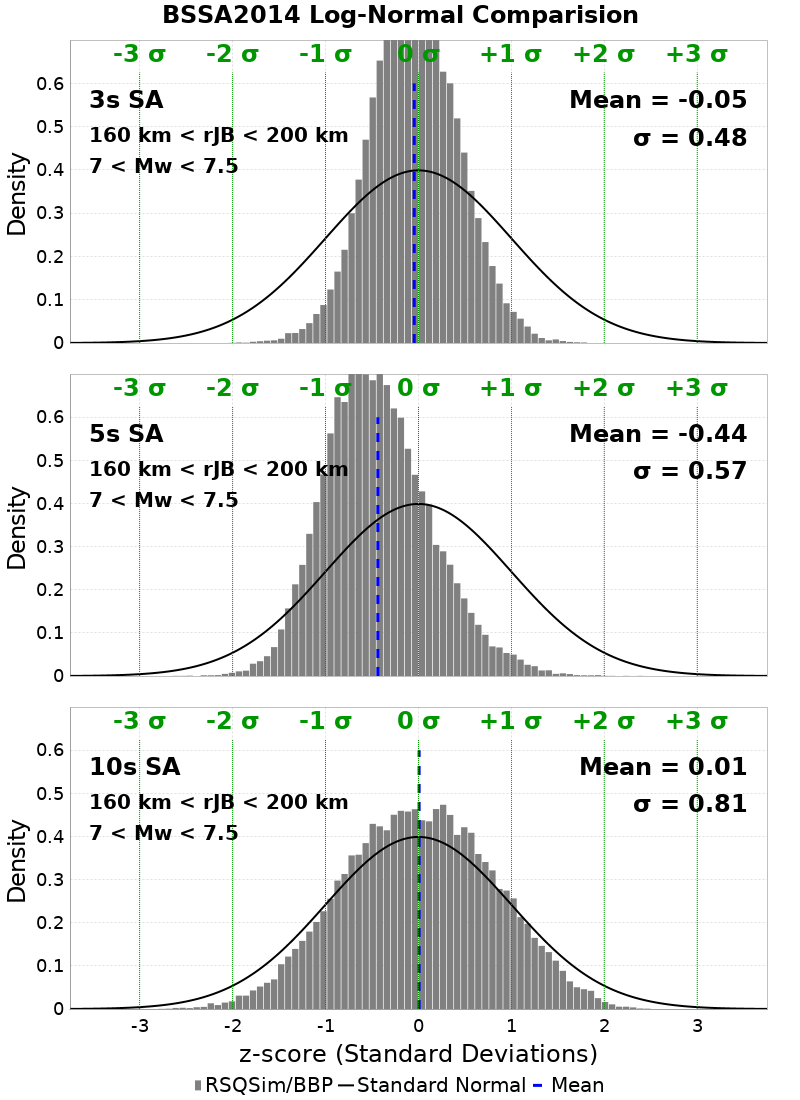 BSSA2014 Log-Normal Comparision
-3 σ -2 σ -1 σ 0 σ +1 σ +2 σ +3 σ
0.6
3s SA Mean = -0.05
0.5
160 km < rJB < 200 km σ = 0.48
7 < Mw < 7.5
0.4
0.3
0.2
0.1
0
Density
-3 σ -2 σ -1 σ 0 σ +1 σ +2 σ +3 σ
0.6
5s SA Mean = -0.44
0.5
160 km < rJB < 200 km σ = 0.57
7 < Mw < 7.5
0.4
0.3
0.2
0.1
0
Density
-3 σ -2 σ -1 σ 0 σ +1 σ +2 σ +3 σ
0.6
10s SA Mean = 0.01
0.5
160 km < rJB < 200 km σ = 0.81
7 < Mw < 7.5
0.4
0.3
0.2
0.1
0
Density
-3 -2 -1 0 1 2 3
z-score (Standard Deviations)
RSQSim/BBP Standard Normal Mean